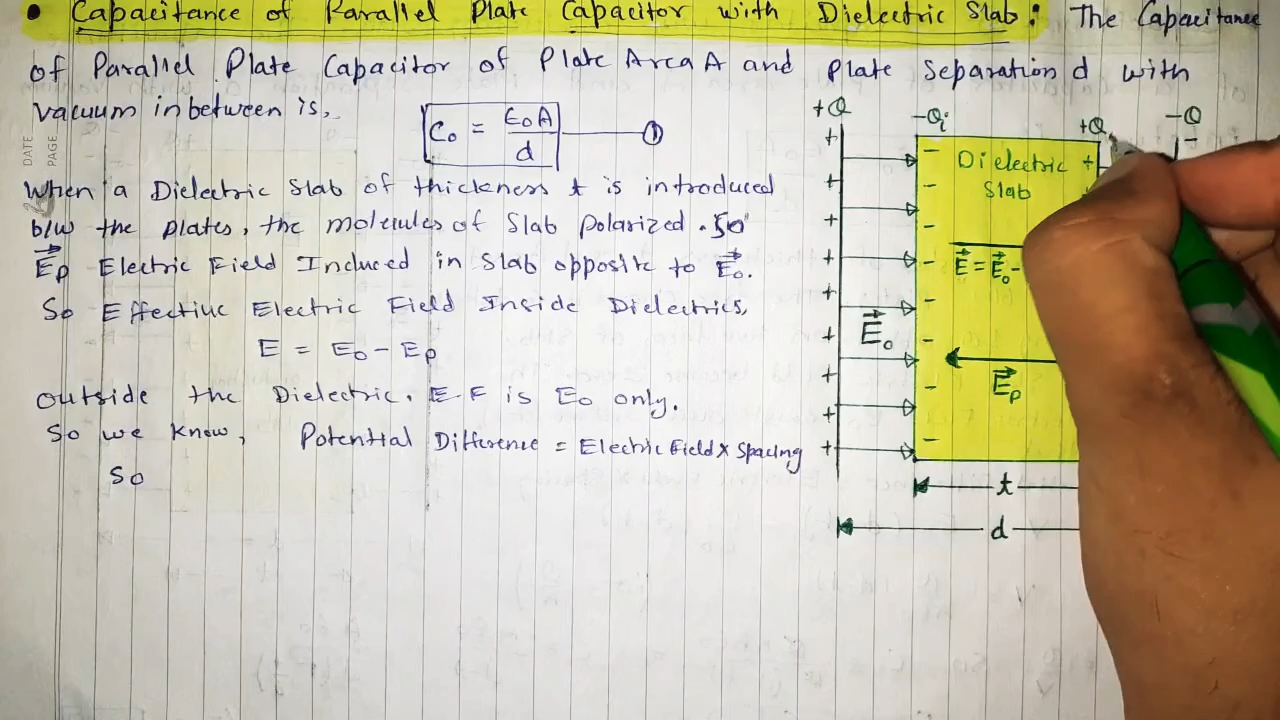 • Capacitance of Parallel Plate Capacitor with Dielectric Slab: The Capacitance
of Parallel Plate Capacitor of Plate Area A and Plate Separation d with
vacuum in between is,
C₀ = ε₀A / d — ①
When a Dielectric Slab of thickness t is introduced
b/w the plates, the molecules of Slab Polarized. So
E⃗p Electric Field Induced in Slab opposite to E⃗₀.
So Effective Electric Field Inside Dielectrics,
E = E₀ - Ep
outside the Dielectric. E.F is E₀ only.
So we know, Potential Difference = Electric Field x Spacing
So
DATE
PAGE
+Q
-Qi
+Q
-Q
+ + + + + + + + +
- - - - - - -
Dielectric +
Slab
E⃗ = E⃗₀ -
E⃗₀
E⃗p
t
d